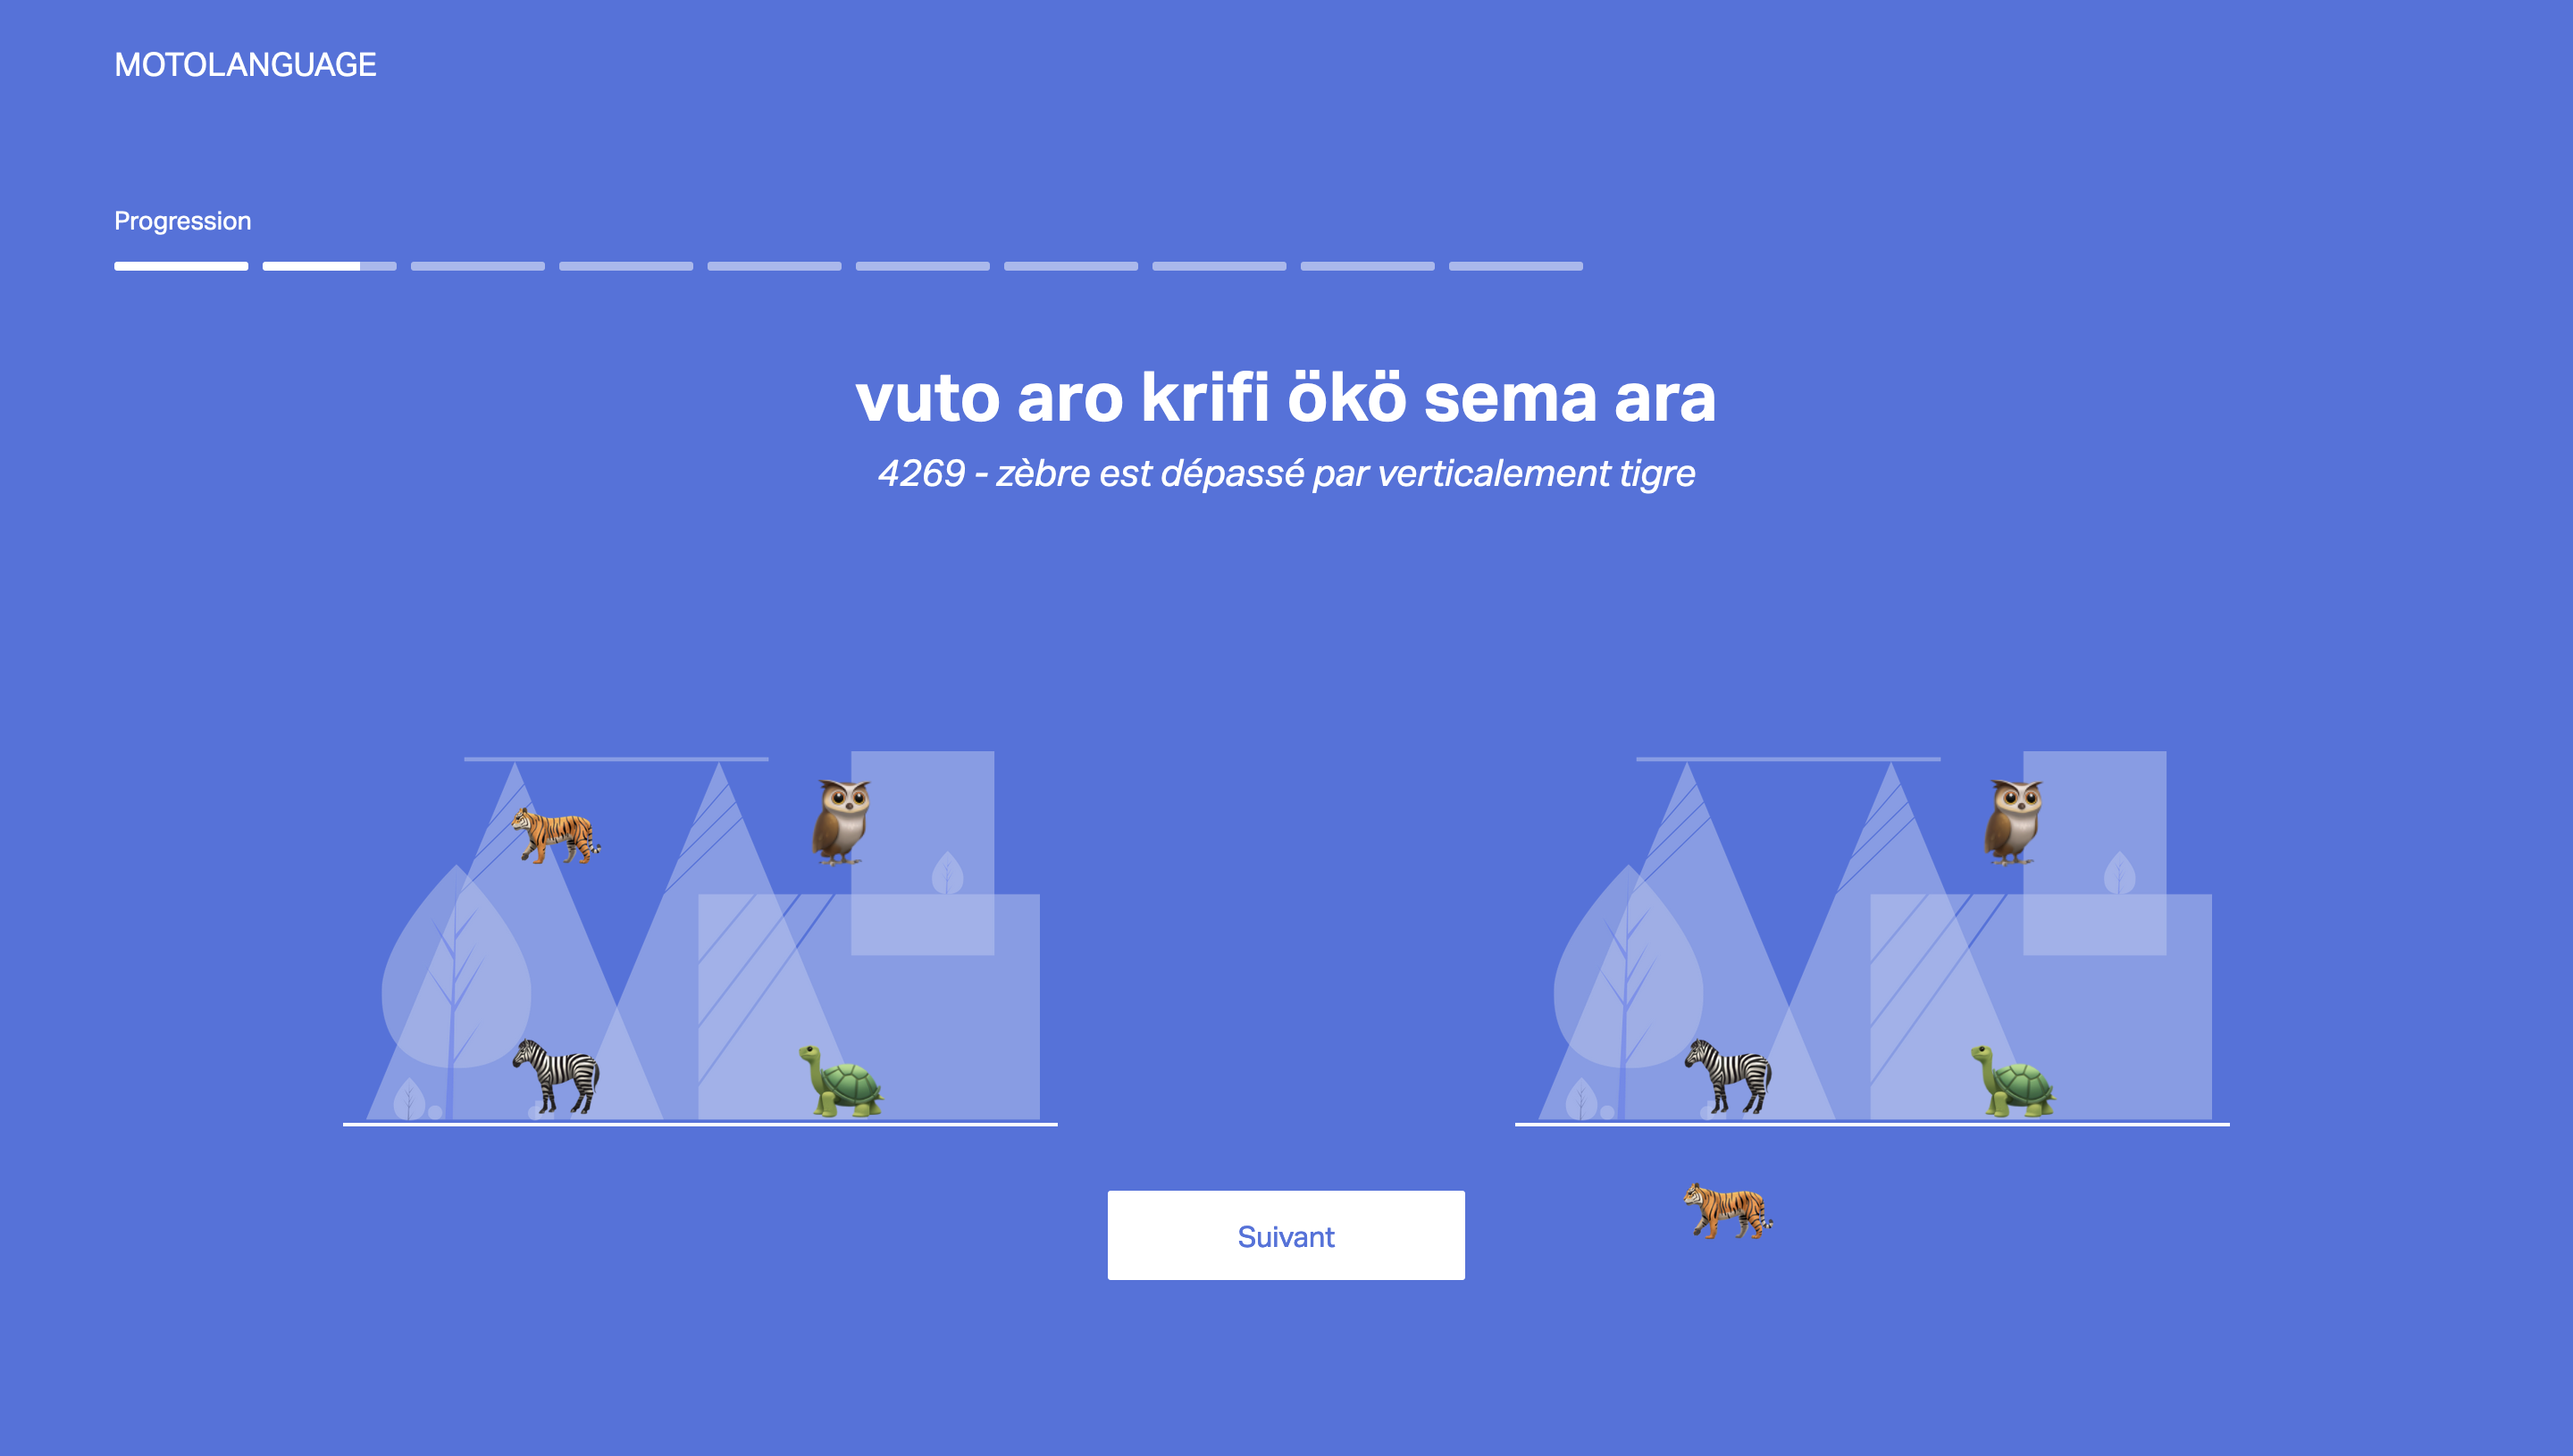 MOTOLANGUAGE
Progression
vuto aro krifi ökö sema ara
4269 - zèbre est dépassé par verticalement tigre
Suivant